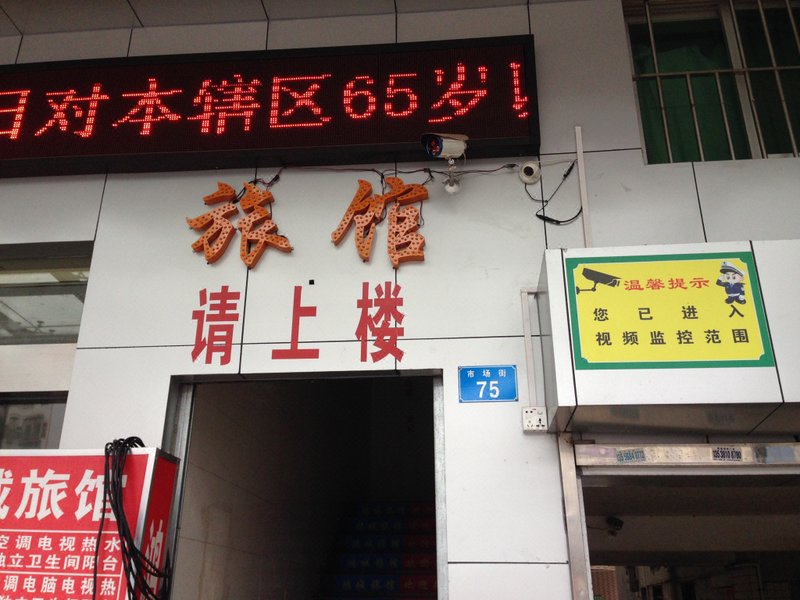 日对本辖区65岁
旅馆
请上楼
温馨提示
您已进入
视频监控范围
市场街
75
旅馆
空调电视热水
独立卫生间阳台
调电脑电视热